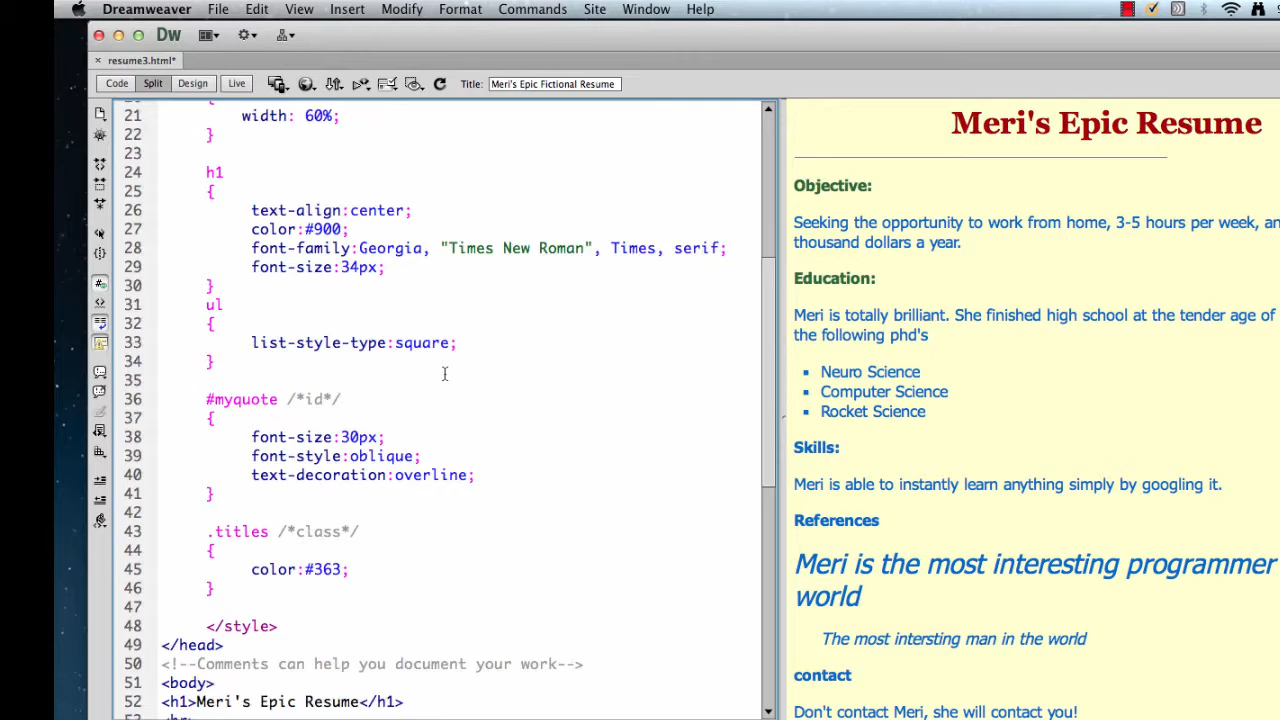 Dreamweaver File Edit View Insert Modify Format Commands Site Window Help
Dw
resume3.html*
Code Split Design Live Title: Meri's Epic Fictional Resume
21 width: 60%;
22 }
23
24 h1
25 {
26 text-align:center;
27 color:#900;
28 font-family:Georgia, "Times New Roman", Times, serif;
29 font-size:34px;
30 }
31 ul
32 {
33 list-style-type:square;
34 }
35
36 #myquote /*id*/
37 {
38 font-size:30px;
39 font-style:oblique;
40 text-decoration:overline;
41 }
42
43 .titles /*class*/
44 {
45 color:#363;
46 }
47
48 </style>
49 </head>
50 <!--Comments can help you document your work-->
51 <body>
52 <h1>Meri's Epic Resume</h1>
Meri's Epic Resume
Objective:
Seeking the opportunity to work from home, 3-5 hours per week, an
thousand dollars a year.
Education:
Meri is totally brilliant. She finished high school at the tender age of
the following phd's
▪ Neuro Science
▪ Computer Science
▪ Rocket Science
Skills:
Meri is able to instantly learn anything simply by googling it.
References
Meri is the most interesting programmer
world
The most intersting man in the world
contact
Don't contact Meri, she will contact you!